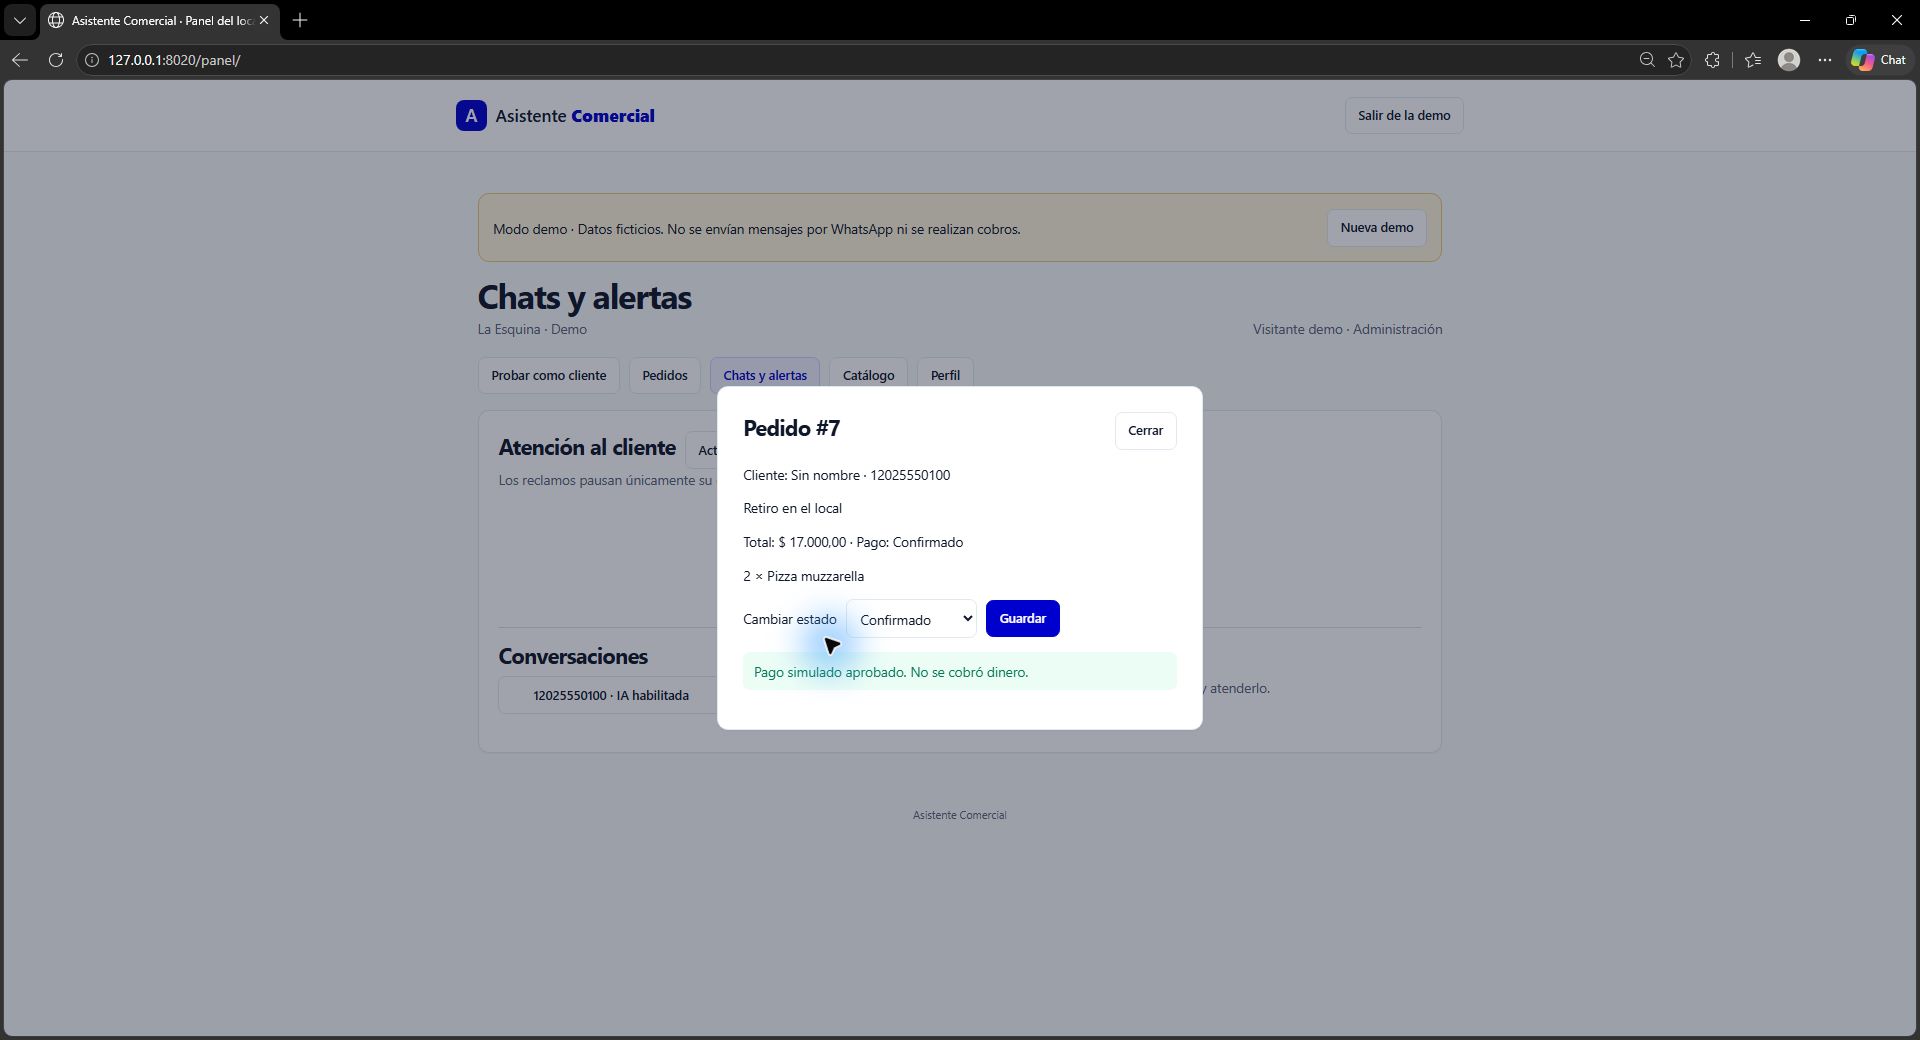 Asistente Comercial · Panel del loc
127.0.0.1:8020/panel/
Chat
A
Asistente Comercial
Salir de la demo
Modo demo · Datos ficticios. No se envían mensajes por WhatsApp ni se realizan cobros.
Nueva demo
Chats y alertas
La Esquina · Demo
Visitante demo · Administración
Probar como cliente
Pedidos
Chats y alertas
Catálogo
Perfil
Atención al cliente
Act
Los reclamos pausan únicamente su
Pedido #7
Cerrar
Cliente: Sin nombre · 12025550100
Retiro en el local
Total: $ 17.000,00 · Pago: Confirmado
2 × Pizza muzzarella
Cambiar estado
Confirmado
Guardar
Pago simulado aprobado. No se cobró dinero.
Conversaciones
12025550100 · IA habilitada
y atenderlo.
Asistente Comercial